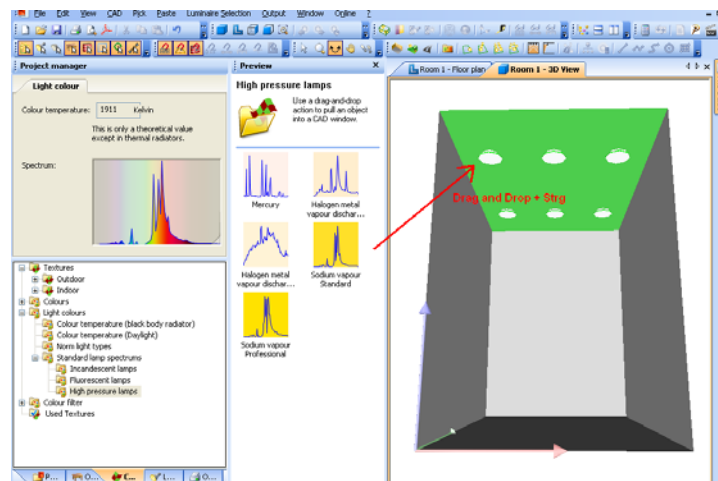 File Edit View CAD Pick Paste Luminaire Selection Output Window Online ?
Project manager
Light colour
Colour temperature: 1911 Kelvin
This is only a theoretical value
except in thermal radiators.
Spectrum:
Textures
Outdoor
Indoor
Colours
Light colours
Colour temperature (black body radiator)
Colour temperature (Daylight)
Norm light types
Standard lamp spectrums
Incandescent lamps
Fluorescent lamps
High pressure lamps
Colour filter
Used Textures
P... O... C... L... O...
Preview X
High pressure lamps
Use a drag-and-drop
action to pull an object
into a CAD window.
Mercury
Halogen metal
vapour dischar...
Halogen metal
vapour dischar...
Sodium vapour
Standard
Sodium vapour
Professional
Room 1 - Floor plan
Room 1 - 3D View
Drag and Drop + Strg